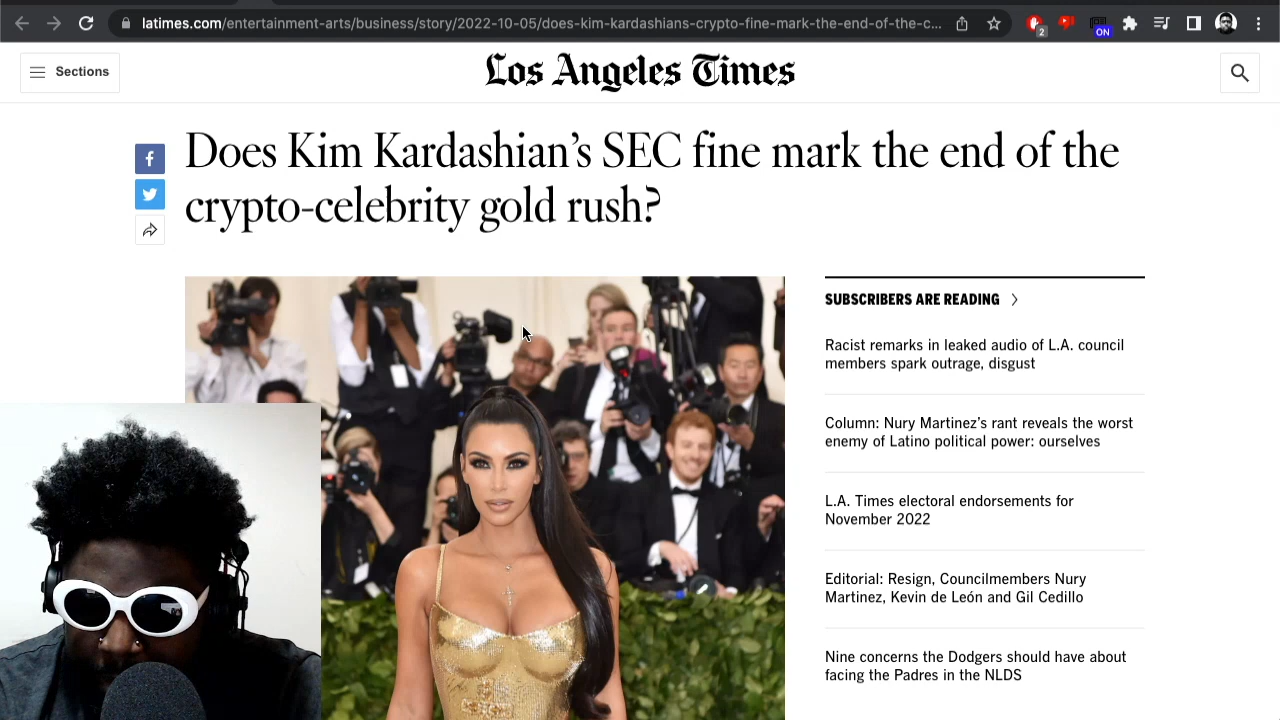 latimes.com/entertainment-arts/business/story/2022-10-05/does-kim-kardashians-crypto-fine-mark-the-end-of-the-c...
2
ON
Sections
Los Angeles Times
Does Kim Kardashian's SEC fine mark the end of the
crypto-celebrity gold rush?
SUBSCRIBERS ARE READING
Racist remarks in leaked audio of L.A. council
members spark outrage, disgust
Column: Nury Martinez's rant reveals the worst
enemy of Latino political power: ourselves
L.A. Times electoral endorsements for
November 2022
Editorial: Resign, Councilmembers Nury
Martinez, Kevin de León and Gil Cedillo
Nine concerns the Dodgers should have about
facing the Padres in the NLDS